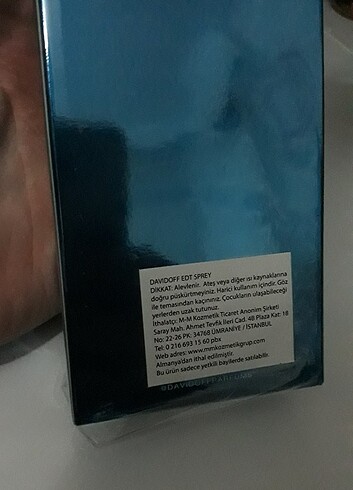 DAVIDOFF EDT SPREY
DİKKAT: Alevlenir. Ateş veya diğer ısı kaynaklarına
doğru püskürtmeyiniz. Harici kullanım içindir. Göz
ile temasından kaçınınız. Çocukların ulaşabileceği
yerlerden uzak tutunuz.
İthalatçı: M-M Kozmetik Ticaret Anonim Şirketi
Saray Mah. Ahmet Tevfik İleri Cad. 4B Plaza Kat: 18
No: 22-26 PK: 34768 ÜMRANİYE / İSTANBUL
Tel: 0 216 693 15 60 pbx
Web adres: www.mmkozmetikgrup.com
Almanya'dan ithal edilmiştir.
Bu ürün sadece yetkili bayilerde satılabilir.
@DAVIDOFFPARFUMS